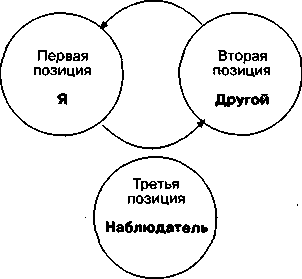 Первая
позиция
Я
Вторая
позиция
Другой
Третья
позиция
Наблюдатель